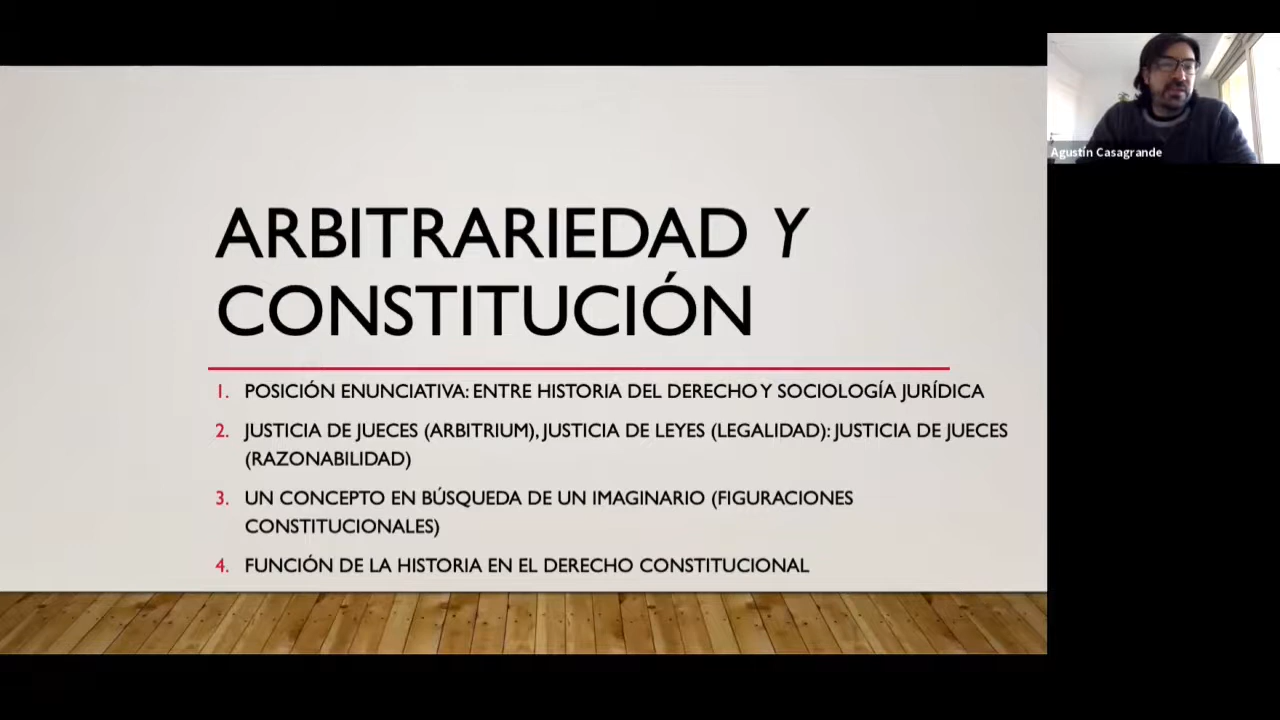 ARBITRARIEDAD Y
CONSTITUCIÓN
1. POSICIÓN ENUNCIATIVA: ENTRE HISTORIA DEL DERECHO Y SOCIOLOGÍA JURÍDICA
2. JUSTICIA DE JUECES (ARBITRIUM), JUSTICIA DE LEYES (LEGALIDAD): JUSTICIA DE JUECES
(RAZONABILIDAD)
3. UN CONCEPTO EN BÚSQUEDA DE UN IMAGINARIO (FIGURACIONES
CONSTITUCIONALES)
4. FUNCIÓN DE LA HISTORIA EN EL DERECHO CONSTITUCIONAL
Agustín Casagrande